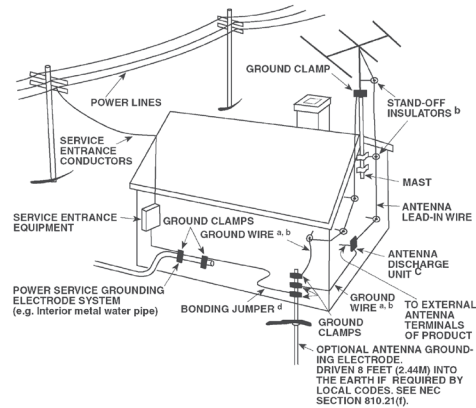 GROUND CLAMP
POWER LINES
STAND-OFF
INSULATORS b
SERVICE
ENTRANCE
CONDUCTORS
MAST
ANTENNA
LEAD-IN WIRE
SERVICE ENTRANCE
EQUIPMENT
GROUND CLAMPS
GROUND WIRE a, b
ANTENNA
DISCHARGE
UNIT C
POWER SERVICE GROUNDING
ELECTRODE SYSTEM
(e.g. Interior metal water pipe)
BONDING JUMPER d
GROUND
WIRE a, b
TO EXTERNAL
ANTENNA
TERMINALS
OF PRODUCT
GROUND
CLAMPS
OPTIONAL ANTENNA GROUND-
ING ELECTRODE.
DRIVEN 8 FEET (2.44M) INTO
THE EARTH IF REQUIRED BY
LOCAL CODES. SEE NEC
SECTION 810.21(f).